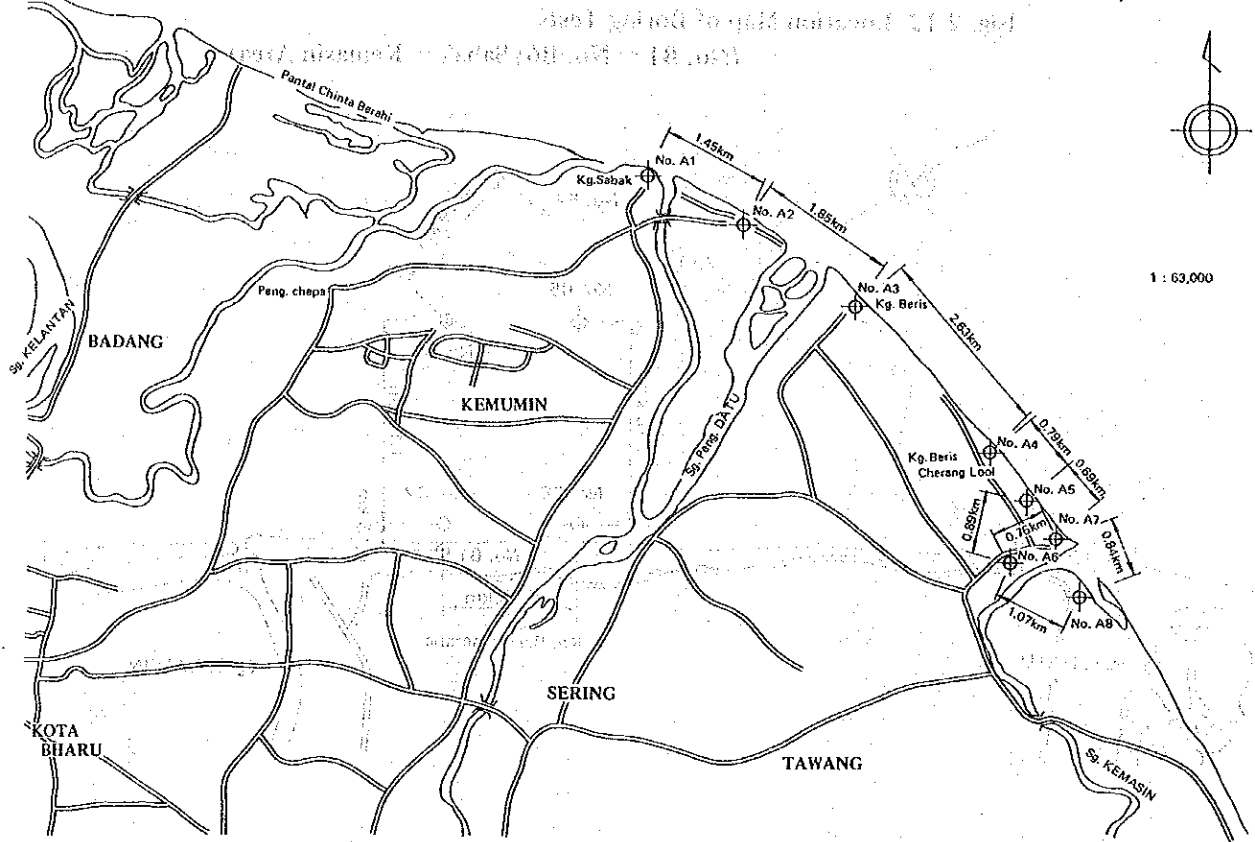 Pantai Chinta Berahi
1.45km
No. A1
Kg.Sabak
1.85km
No. A2
No. A3
Kg. Beris
1 : 63,000
Peng. chepa
2.63km
Sg. KELANTAN
BADANG
KEMUMIN
Sg. Peng. DATU
0.79km
0.69km
No. A4
Kg. Beris
Cherang Lool
No. A5
No. A7
0.89km
0.76km
0.84km
No. A6
1.07km
No. A8
SERING
KOTA
BHARU
TAWANG
Sg. KEMASIN